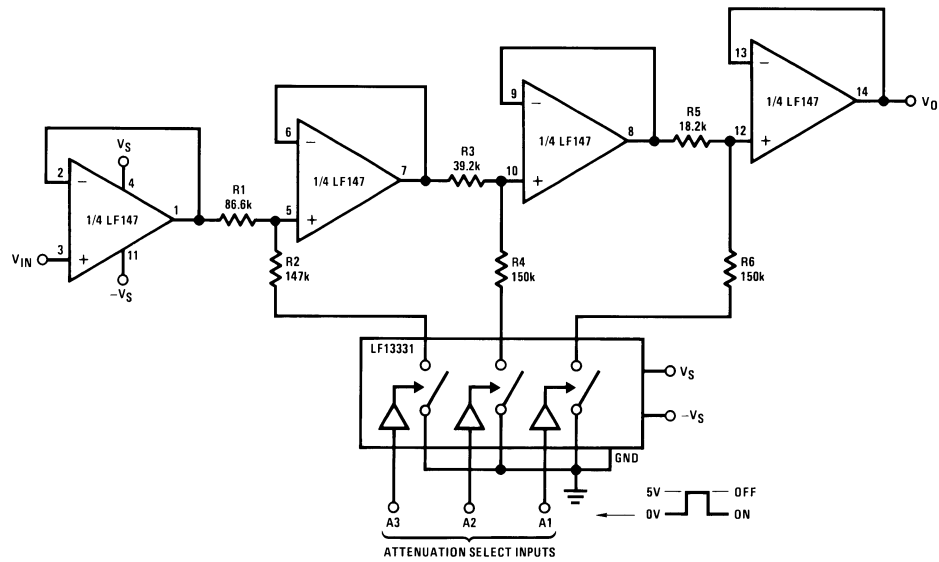 13
14
VO
1/4 LF147
12
9
8
R5
18.2k
1/4 LF147
10
6
7
R3
39.2k
1/4 LF147
5
VS
2
4
1
R1
86.6k
1/4 LF147
3
VIN
11
-VS
R2
147k
R4
150k
R6
150k
LF13331
VS
-VS
GND
5V
OFF
0V
ON
A3
A2
A1
ATTENUATION SELECT INPUTS
-
+
-
+
-
+
-
+